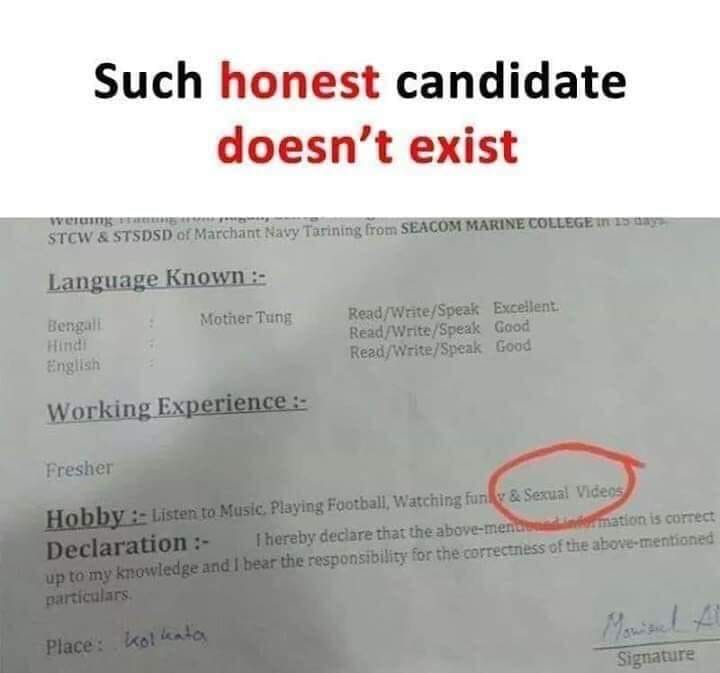 Such honest candidate
doesn't exist
STCW & STSDSD of Marchant Navy Tarining from SEACOM MARINE COLLEGE in 15 days.
Language Known :-
Bengali : Mother Tung Read/Write/Speak Excellent
Hindi : Read/Write/Speak Good
English : Read/Write/Speak Good
Working Experience :-
Fresher
Hobby :- Listen to Music, Playing Football, Watching funky & Sexual Videos
Declaration :- I hereby declare that the above-mentioned information is correct
up to my knowledge and I bear the responsibility for the correctness of the above-mentioned
particulars.
Place : Kolkata
Signature